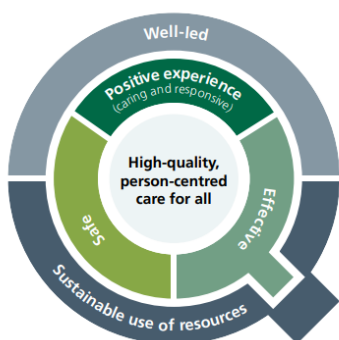 Well-led
Positive experience
(caring and responsive)
High-quality,
person-centred
care for all
Safe
Effective
Sustainable use of resources